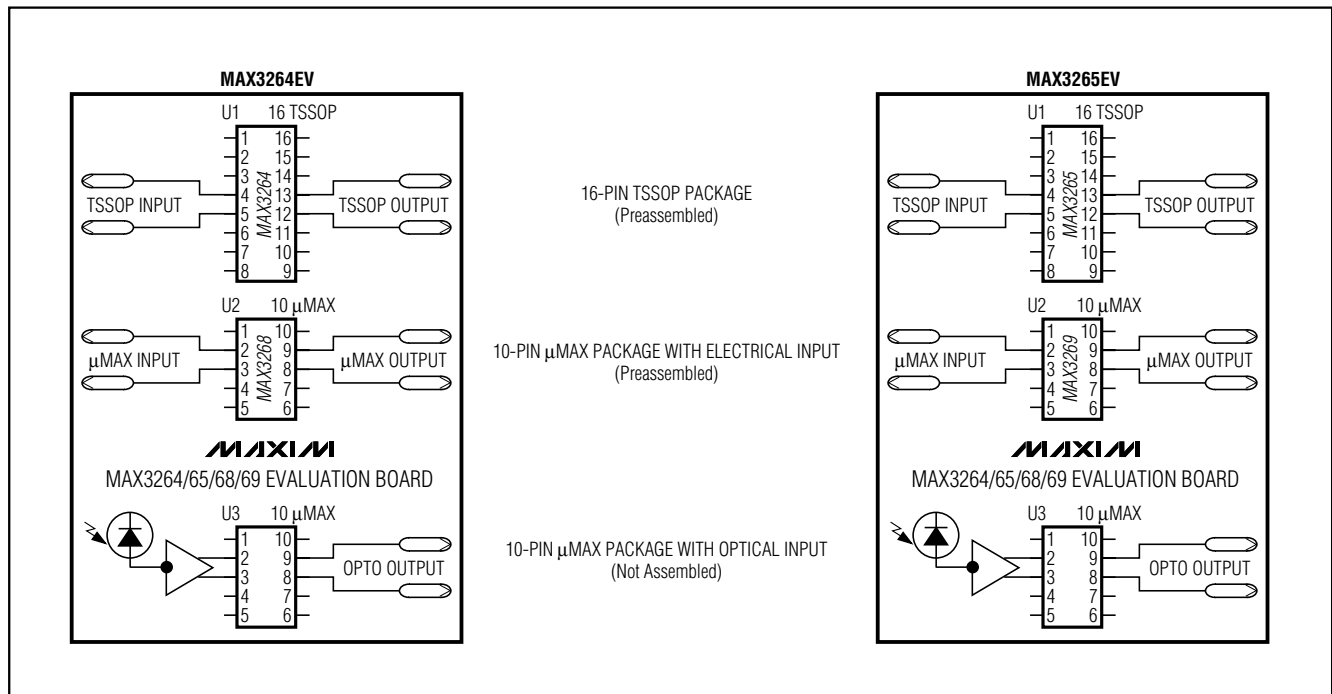 MAX3264EV
U1 16 TSSOP
1 16
2 15
3 14
4 13
5 12
6 11
7 10
8 9
MAX3264
TSSOP INPUT
TSSOP OUTPUT
U2 10 µMAX
1 10
2 9
3 8
4 7
5 6
MAX3268
µMAX INPUT
µMAX OUTPUT
MAXIM
MAX3264/65/68/69 EVALUATION BOARD
U3 10 µMAX
1 10
2 9
3 8
4 7
5 6
OPTO OUTPUT
16-PIN TSSOP PACKAGE
(Preassembled)
10-PIN µMAX PACKAGE WITH ELECTRICAL INPUT
(Preassembled)
10-PIN µMAX PACKAGE WITH OPTICAL INPUT
(Not Assembled)
MAX3265EV
U1 16 TSSOP
1 16
2 15
3 14
4 13
5 12
6 11
7 10
8 9
MAX3265
TSSOP INPUT
TSSOP OUTPUT
U2 10 µMAX
1 10
2 9
3 8
4 7
5 6
MAX3269
µMAX INPUT
µMAX OUTPUT
MAXIM
MAX3264/65/68/69 EVALUATION BOARD
U3 10 µMAX
1 10
2 9
3 8
4 7
5 6
OPTO OUTPUT